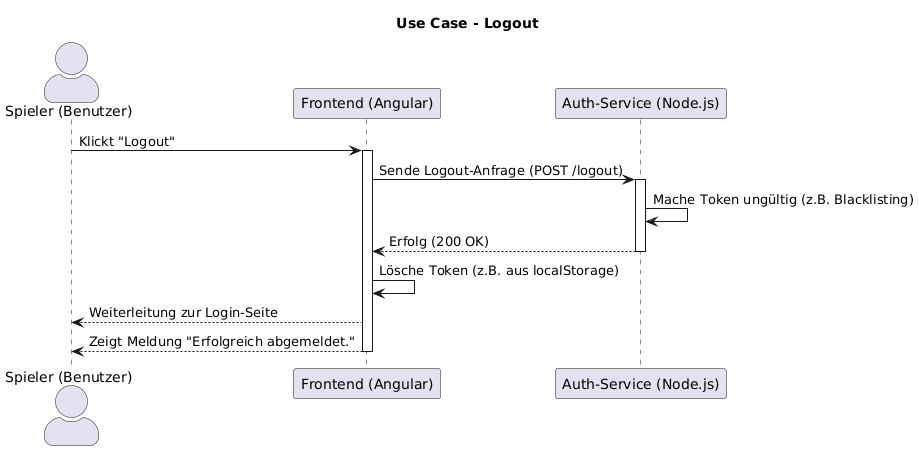 Use Case - Logout
Spieler (Benutzer)
Frontend (Angular)
Auth-Service (Node.js)
Klickt "Logout"
Sende Logout-Anfrage (POST /logout)
Mache Token ungültig (z.B. Blacklisting)
Erfolg (200 OK)
Lösche Token (z.B. aus localStorage)
Weiterleitung zur Login-Seite
Zeigt Meldung "Erfolgreich abgemeldet."
Spieler (Benutzer)
Frontend (Angular)
Auth-Service (Node.js)